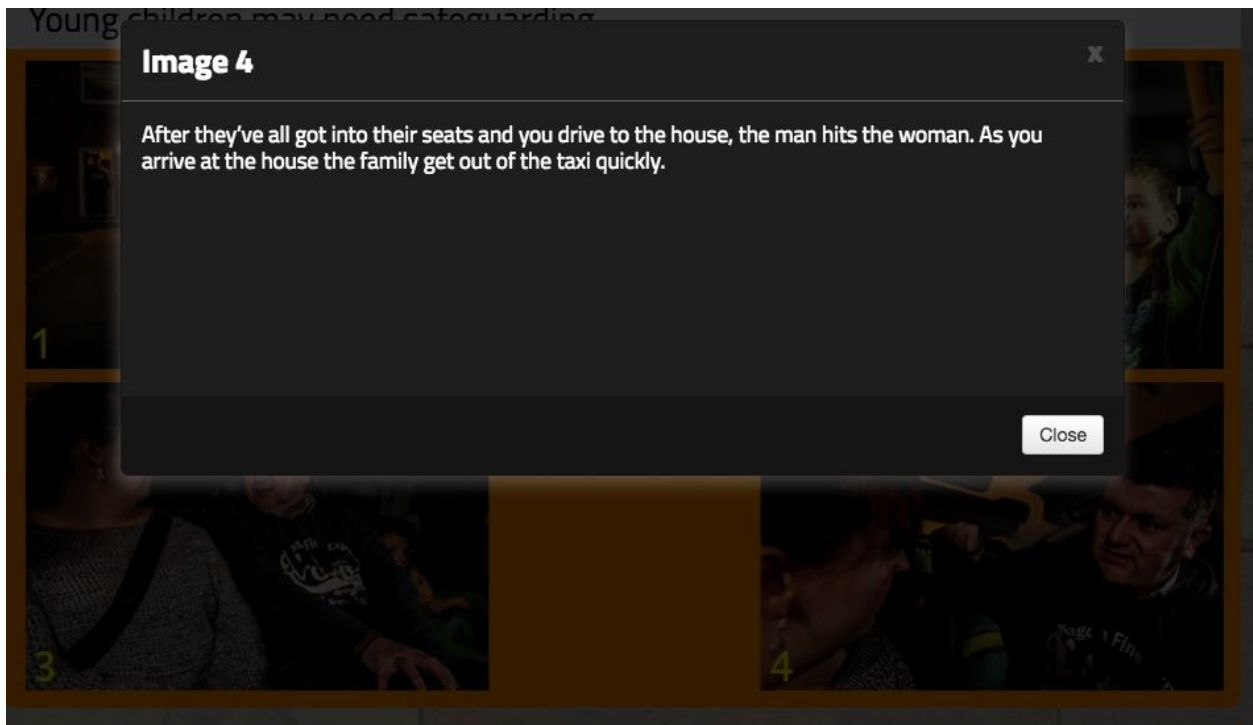 Young children may need safeguarding
Image 4
x
After they've all got into their seats and you drive to the house, the man hits the woman. As you
arrive at the house the family get out of the taxi quickly.
1
Close
3
4